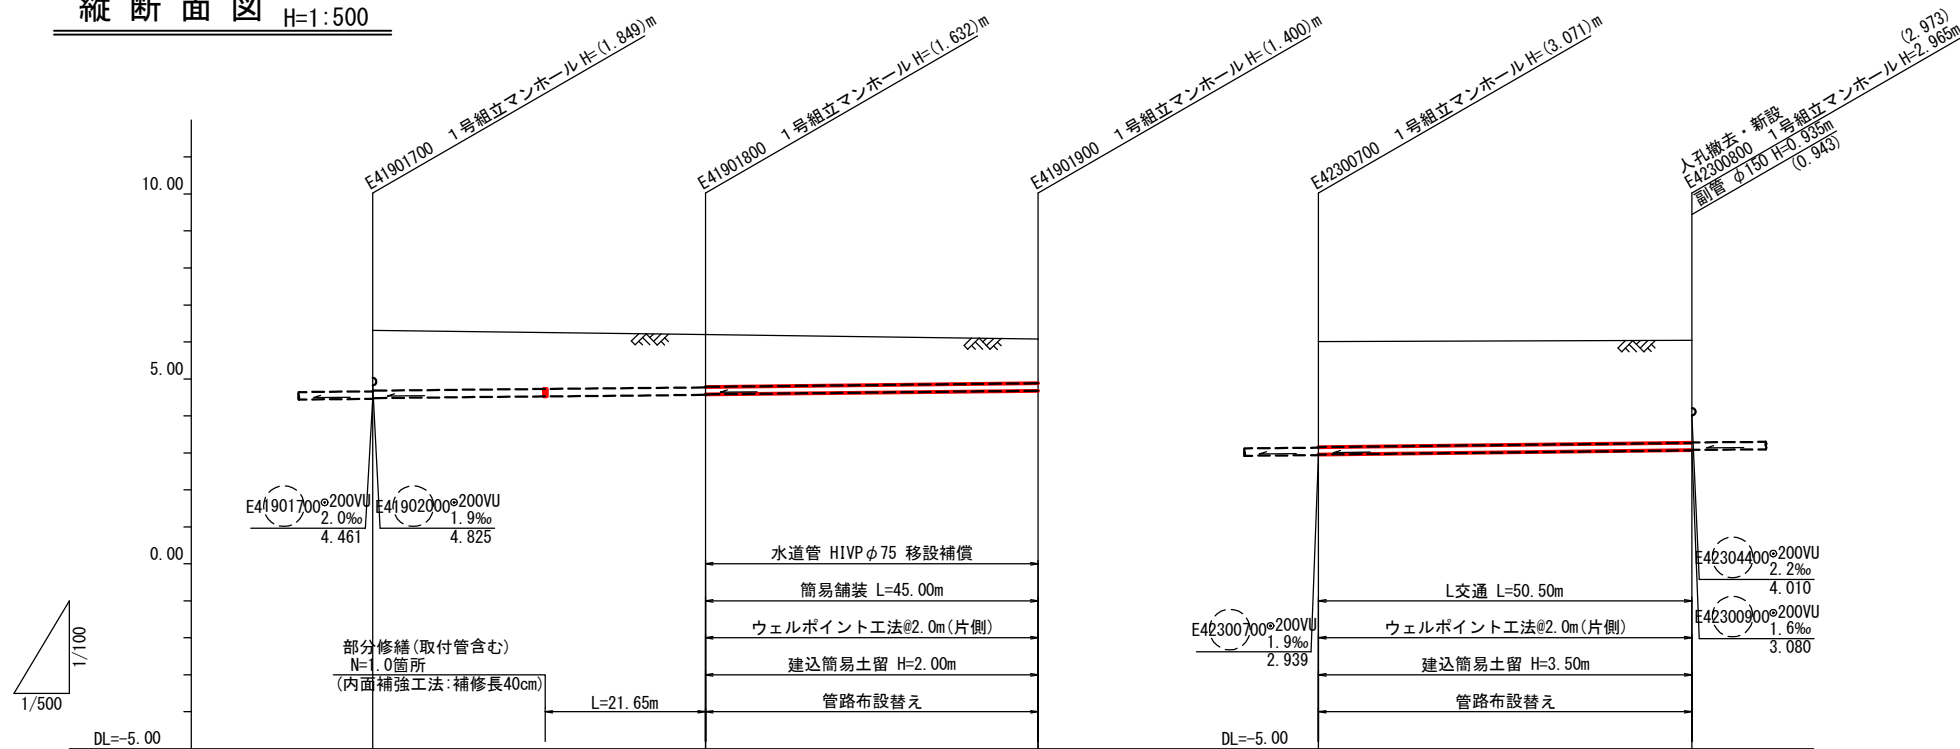 縦断面図 H=1:500
E41901700 1号組立マンホール H=(1.849)m
E41901800 1号組立マンホール H=(1.632)m
E41901900 1号組立マンホール H=(1.400)m
E42300700 1号組立マンホール H=(3.071)m
(2.973)
人孔撤去・新設
E42300800 1号組立マンホール H=2.965m
副管 φ150 H=0.935m
(0.943)
10.00
5.00
0.00
DL=-5.00
1/100
1/500
E41901700 ⊙200VU
2.0‰
4.461
E41902000 ⊙200VU
1.9‰
4.825
部分修繕(取付管含む)
N=1.0箇所
(内面補強工法:補修長40cm)
L=21.65m
水道管 HIVPφ75 移設補償
簡易舗装 L=45.00m
ウェルポイント工法@2.0m(片側)
建込簡易土留 H=2.00m
管路布設替え
E42300700 ⊙200VU
1.9‰
2.939
DL=-5.00
L交通 L=50.50m
ウェルポイント工法@2.0m(片側)
建込簡易土留 H=3.50m
管路布設替え
E42304400 ⊙200VU
2.2‰
4.010
E42300900 ⊙200VU
1.6‰
3.080